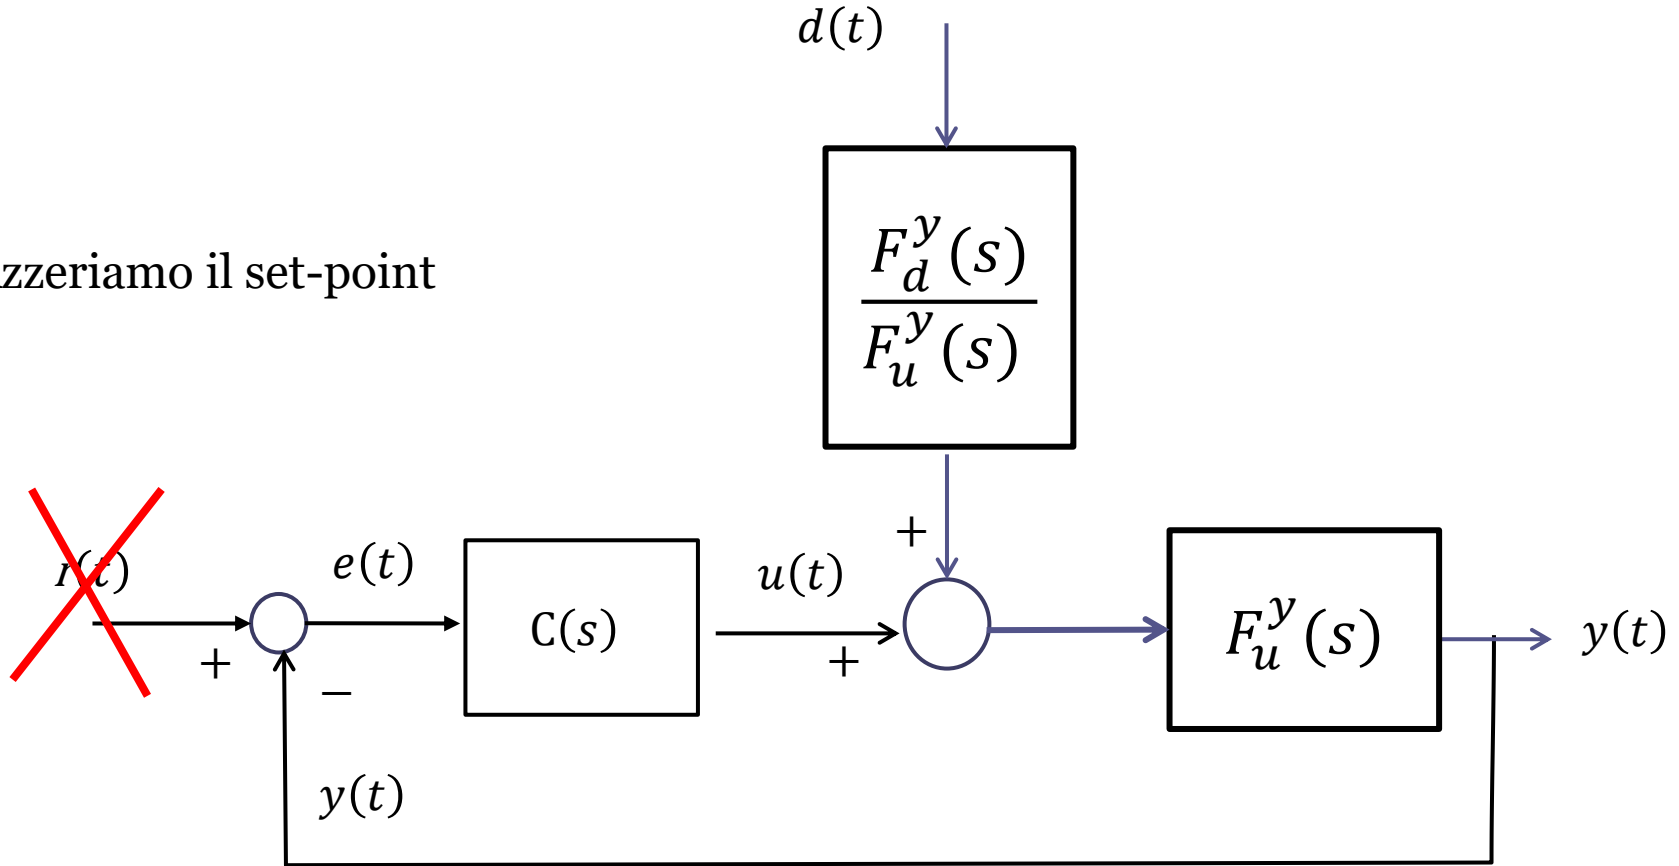 d(t)
F_d^y(s)
zzeriamo il set-point
F_u^y(s)
+
r(t)
e(t)
u(t)
C(s)
F_u^y(s)
y(t)
+
+
−
y(t)